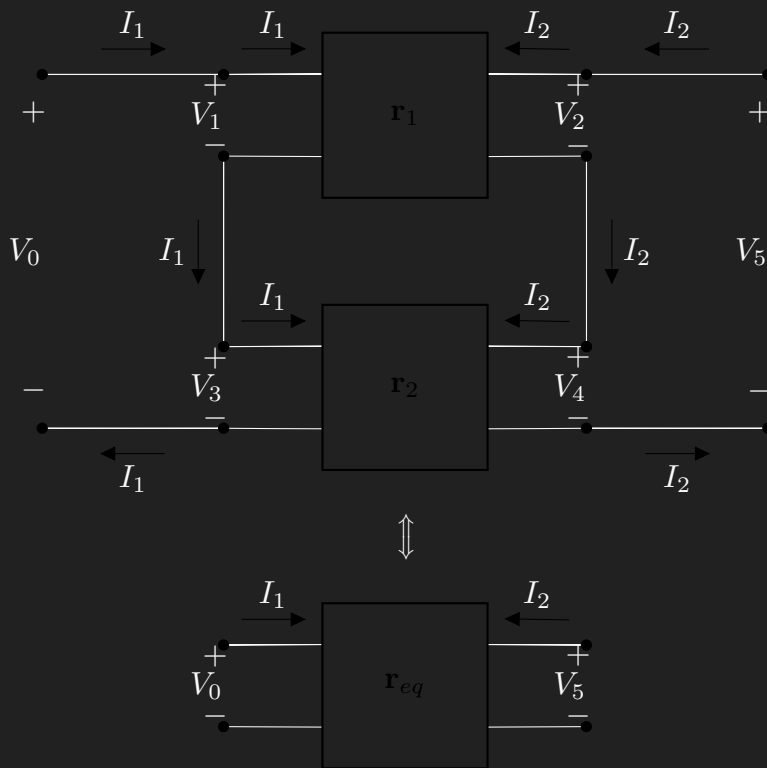 I₁ I₁ I₂ I₂
+ + + +
V₁ r₁ V₂
− −
V₀ I₁ I₂ V₅
I₁ I₂
+ +
− V₃ r₂ V₄ −
− −
I₁ I₂
⇕
I₁ I₂
+ +
V₀ r_eq V₅
− −